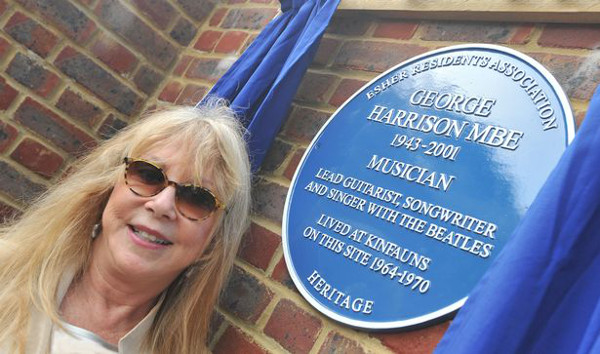 ESHER RESIDENTS ASSOCIATION
GEORGE
HARRISON MBE
1943-2001
MUSICIAN
LEAD GUITARIST, SONGWRITER
AND SINGER WITH THE BEATLES
LIVED AT KINFAUNS
ON THIS SITE 1964-1970
HERITAGE